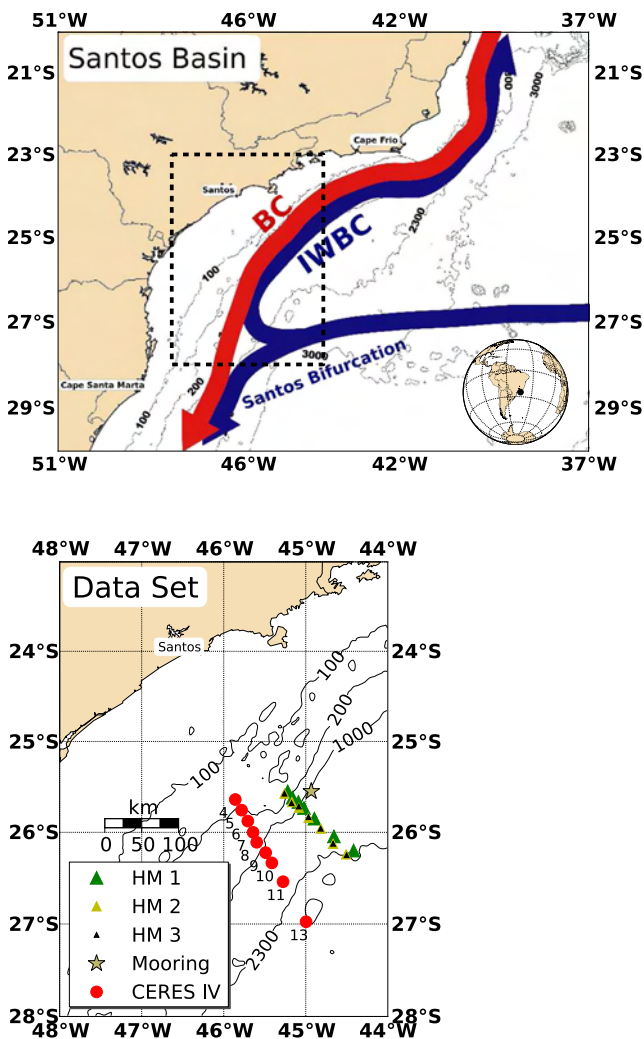 51°W 46°W 42°W 37°W
21°S 21°S
Santos Basin
500
3000
Cape Frio
23°S 23°S
Santos
BC
2300
25°S 25°S
IWBC
100
27°S 27°S
3000
Santos Bifurcation
Cape Santa Marta
200
100
29°S 29°S
51°W 46°W 42°W 37°W
48°W 47°W 46°W 45°W 44°W
Data Set
Santos
24°S 24°S
100
200
1000
25°S 25°S
100
km
4
5
0 50 100
26°S 26°S
6
7
8
9
10
HM 1
11
HM 2
27°S 27°S
HM 3
13
2300
Mooring
CERES IV
28°S 28°S
48°W 47°W 46°W 45°W 44°W